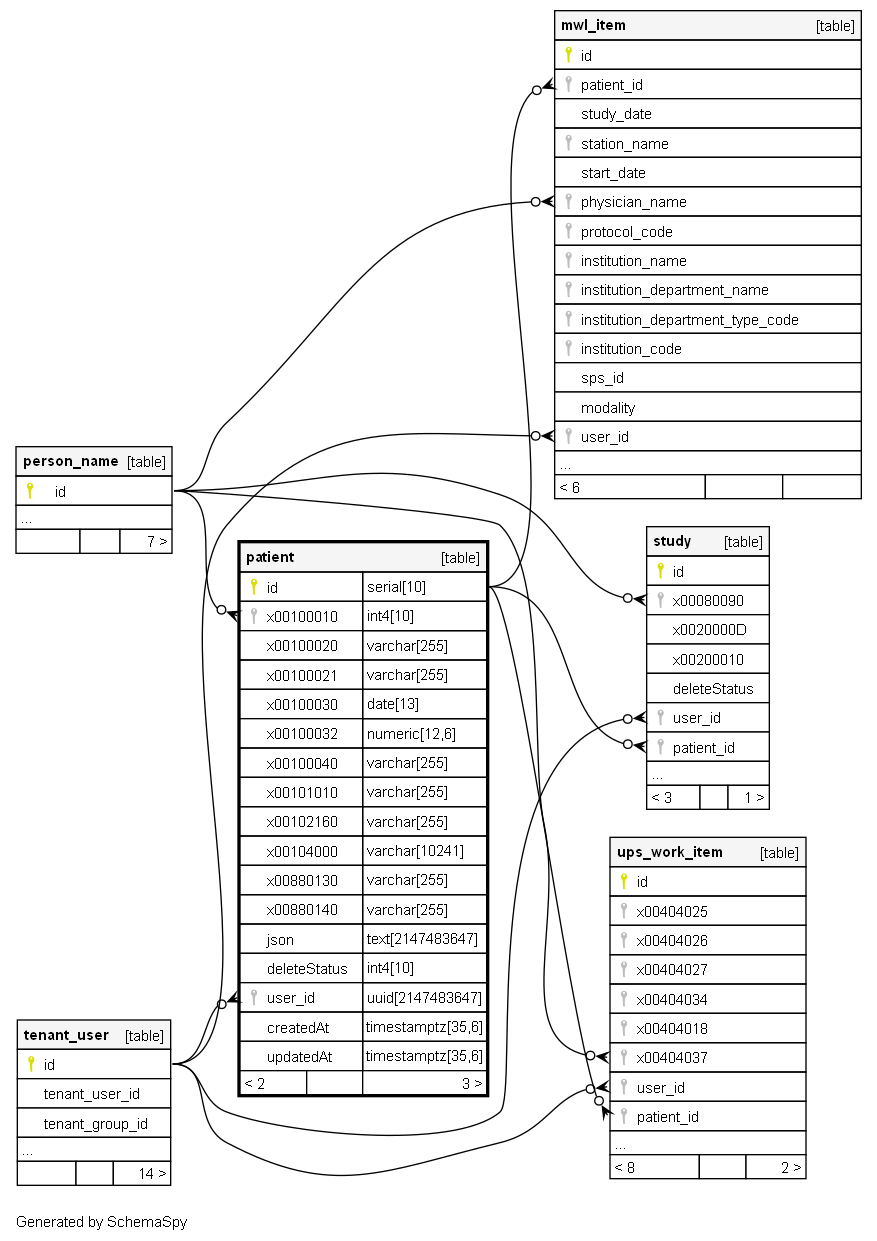 mwl_item [table]
id
patient_id
study_date
station_name
start_date
physician_name
protocol_code
institution_name
institution_department_name
institution_department_type_code
institution_code
sps_id
modality
user_id
...
< 6
person_name [table]
id
...
7 >
patient [table]
id serial[10]
x00100010 int4[10]
x00100020 varchar[255]
x00100021 varchar[255]
x00100030 date[13]
x00100032 numeric[12,6]
x00100040 varchar[255]
x00101010 varchar[255]
x00102160 varchar[255]
x00104000 varchar[10241]
x00880130 varchar[255]
x00880140 varchar[255]
json text[2147483647]
deleteStatus int4[10]
user_id uuid[2147483647]
createdAt timestamptz[35,6]
updatedAt timestamptz[35,6]
< 2 3 >
study [table]
id
x00080090
x0020000D
x00200010
deleteStatus
user_id
patient_id
...
< 3 1 >
ups_work_item [table]
id
x00404025
x00404026
x00404027
x00404034
x00404018
x00404037
user_id
patient_id
...
< 8 2 >
tenant_user [table]
id
tenant_user_id
tenant_group_id
...
14 >
Generated by SchemaSpy